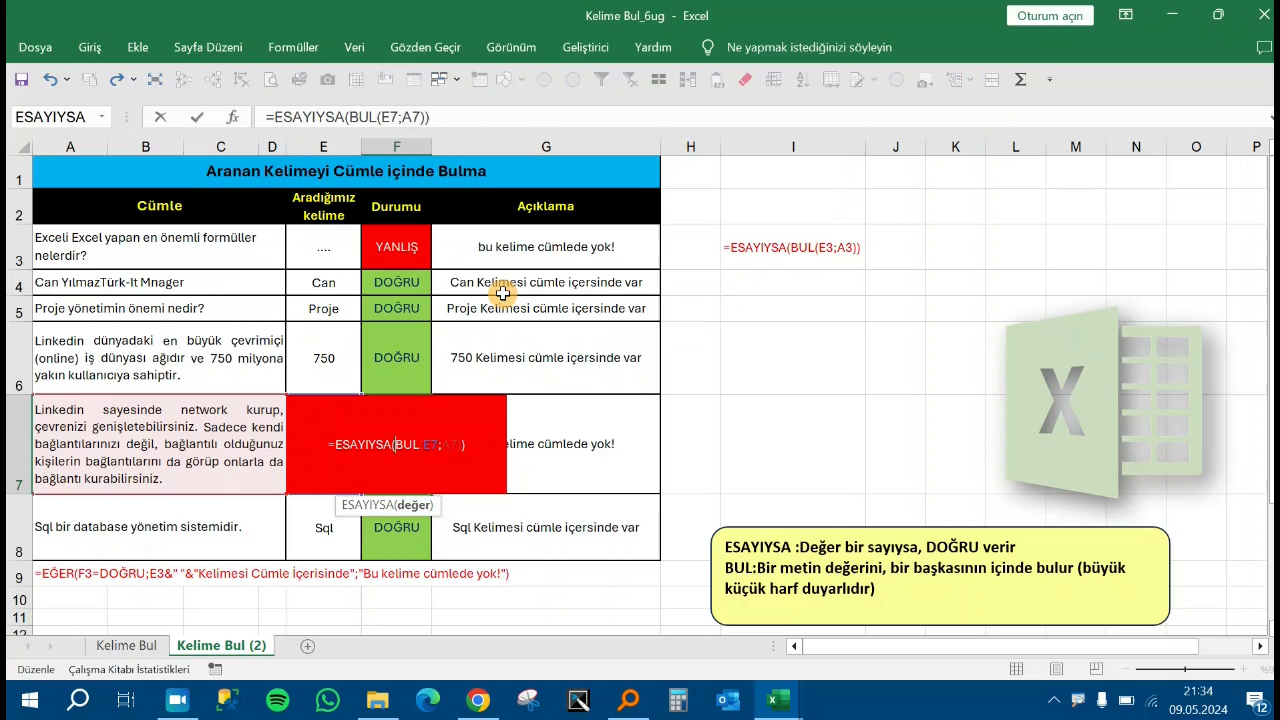 Kelime Bul_6ug - Excel
Oturum açın
Dosya Giriş Ekle Sayfa Düzeni Formüller Veri Gözden Geçir Görünüm Geliştirici Yardım Ne yapmak istediğinizi söyleyin
ESAYIYSA fx =ESAYIYSA(BUL(E7;A7))
A B C D E F G H I J K L M N O P
1 Aranan Kelimeyi Cümle içinde Bulma
2 Cümle Aradığımız kelime Durumu Açıklama
3 Exceli Excel yapan en önemli formüller
nelerdir?
.... YANLIŞ bu kelime cümlede yok! =ESAYIYSA(BUL(E3;A3))
4 Can YılmazTürk-It Mnager Can DOĞRU Can Kelimesi cümle içersinde var
5 Proje yönetimin önemi nedir? Proje DOĞRU Proje Kelimesi cümle içersinde var
6 Linkedin dünyadaki en büyük çevrimiçi
(online) iş dünyası ağıdır ve 750 milyona
yakın kullanıcıya sahiptir.
750 DOĞRU 750 Kelimesi cümle içersinde var
7 Linkedin sayesinde network kurup,
çevrenizi genişletebilirsiniz. Sadece kendi
bağlantılarınızı değil, bağlantılı olduğunuz
kişilerin bağlantılarını da görüp onlarla da
bağlantı kurabilirsiniz.
=ESAYIYSA(BUL(E7;A7)) elime cümlede yok!
ESAYIYSA(değer)
8 Sql bir database yönetim sistemidir. Sql DOĞRU Sql Kelimesi cümle içersinde var
9 =EĞER(F3=DOĞRU;E3&" "&"Kelimesi Cümle İçerisinde";"Bu kelime cümlede yok!")
10
11
12
X
ESAYIYSA :Değer bir sayıysa, DOĞRU verir
BUL:Bir metin değerini, bir başkasının içinde bulur (büyük
küçük harf duyarlıdır)
Kelime Bul Kelime Bul (2)
Düzenle Çalışma Kitabı İstatistikleri
21:34
09.05.2024
12